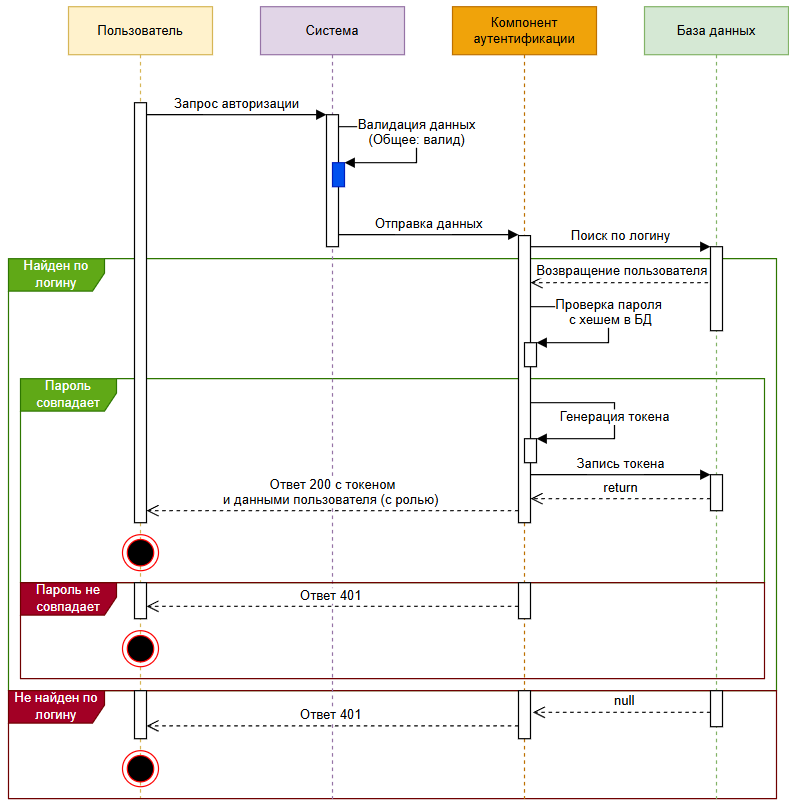 Пользователь
Система
Компонент
аутентификации
База данных
Запрос авторизации
Валидация данных
(Общее: валид)
Отправка данных
Поиск по логину
Найден по
логину
Возвращение пользователя
Проверка пароля
с хешем в БД
Пароль
совпадает
Генерация токена
Запись токена
return
Ответ 200 с токеном
и данными пользователя (с ролью)
Пароль не
совпадает
Ответ 401
Не найден по
логину
null
Ответ 401